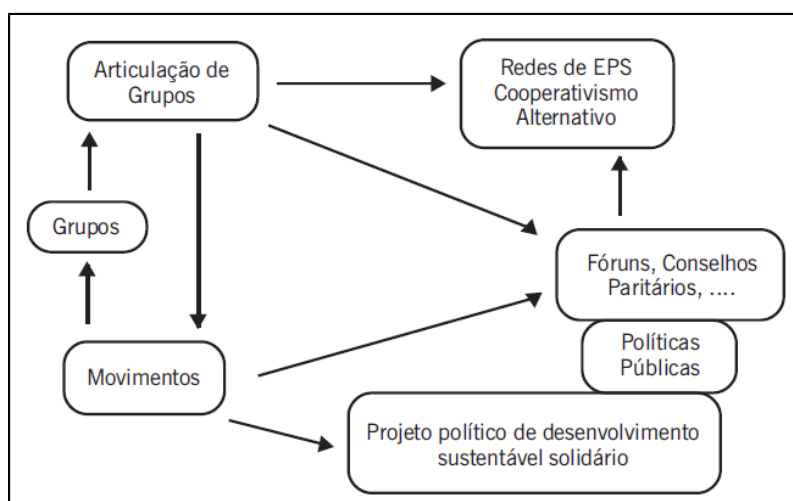 Articulação de
Grupos
Redes de EPS
Cooperativismo
Alternativo
Grupos
Fóruns, Conselhos
Paritários, ....
Políticas
Públicas
Movimentos
Projeto político de desenvolvimento
sustentável solidário